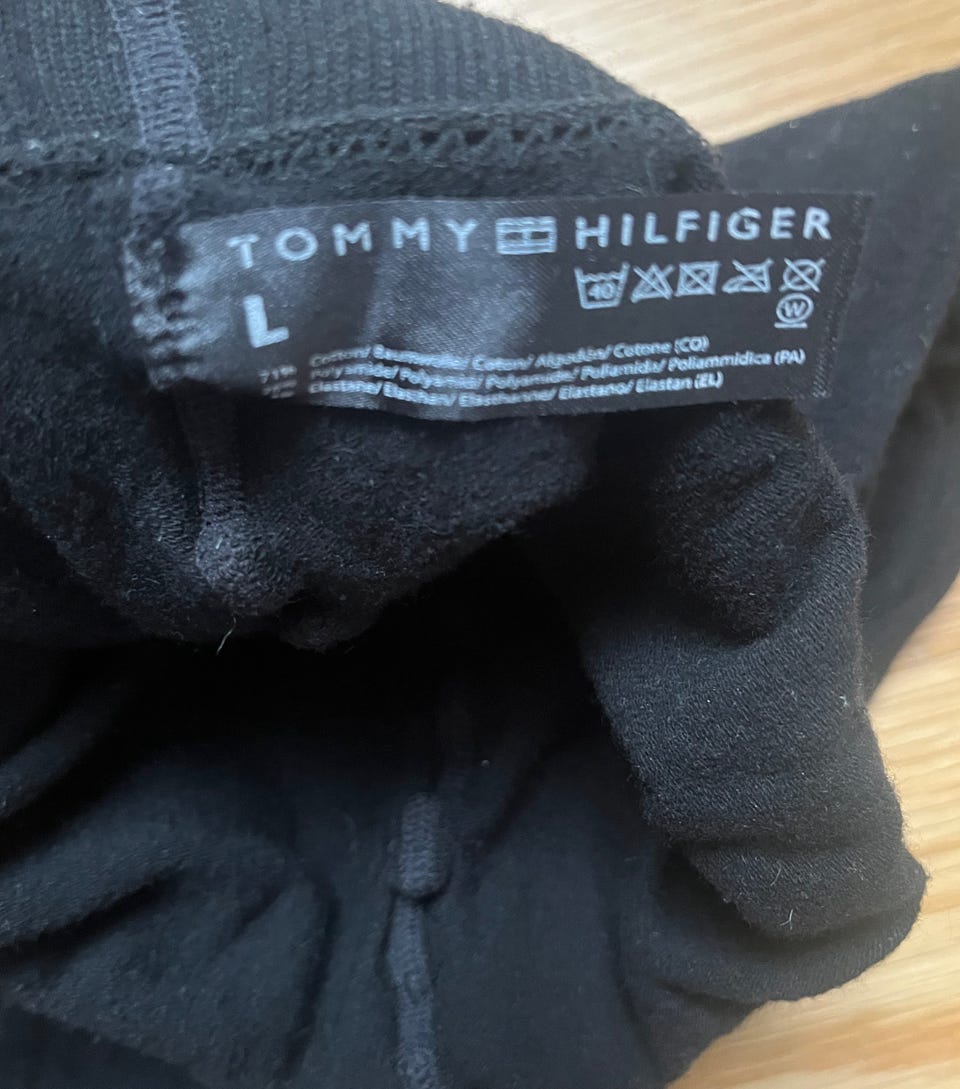 TOMMY HILFIGER
40
W
L
Cotton/ Baumwolle/ Coton/ Algodón/ Cotone (CO)
Polyamide/ Polyamid/ Polyamide/ Poliamida/ Poliammidica (PA)
Elastane/ Elasthan/ Elasthanne/ Elastano/ Elastan (EL)